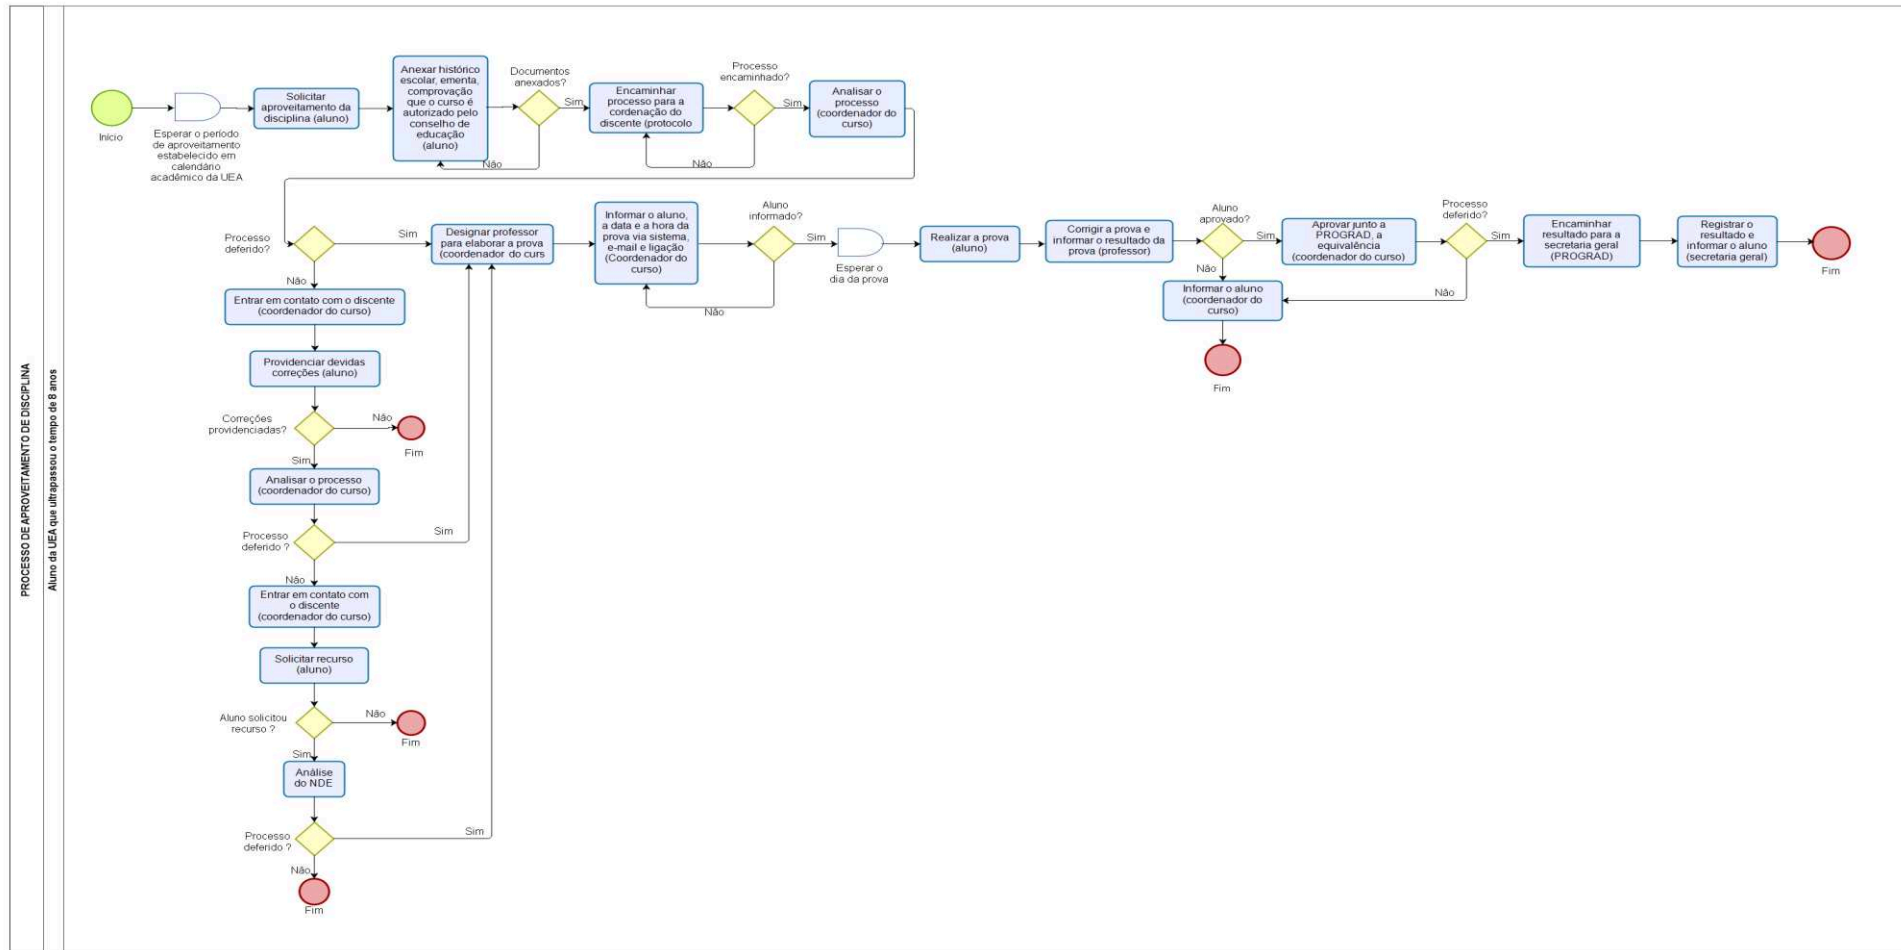 PROCESSO DE APROVEITAMENTO DE DISCIPLINA
Aluno da UEA que ultrapassou o tempo de 8 anos
Início
Esperar o período
de aproveitamento
estabelecido em
calendário
acadêmico da UEA
Solicitar
aproveitamento da
disciplina (aluno)
Anexar histórico
escolar, ementa,
comprovação
que o curso é
autorizado pelo
conselho de
educação
(aluno)
Documentos
anexados?
Sim
Não
Encaminhar
processo para a
cordenação do
discente (protocolo
Processo
encaminhado?
Sim
Não
Analisar o
processo
(coordenador do
curso)
Processo
deferido?
Sim
Não
Designar professor
para elaborar a prova
(coordenador do curs
Informar o aluno,
a data e a hora da
prova via sistema,
e-mail e ligação
(Coordenador do
curso)
Aluno
informado?
Sim
Não
Esperar o
dia da prova
Realizar a prova
(aluno)
Corrigir a prova e
informar o resultado da
prova (professor)
Aluno
aprovado?
Sim
Não
Aprovar junto a
PROGRAD, a
equivalência
(coordenador do curso)
Processo
deferido?
Sim
Não
Encaminhar
resultado para a
secretaria geral
(PROGRAD)
Registrar o
resultado e
informar o aluno
(secretaria geral)
Fim
Informar o aluno
(coordenador do
curso)
Fim
Entrar em contato com o discente
(coordenador do curso)
Providenciar devidas
correções (aluno)
Correções
providenciadas?
Não
Fim
Sim
Analisar o processo
(coordenador do curso)
Processo
deferido ?
Sim
Não
Entrar em contato com
o discente
(coordenador do curso)
Solicitar recurso
(aluno)
Aluno solicitou
recurso ?
Não
Fim
Sim
Análise
do NDE
Processo
deferido ?
Sim
Não
Fim